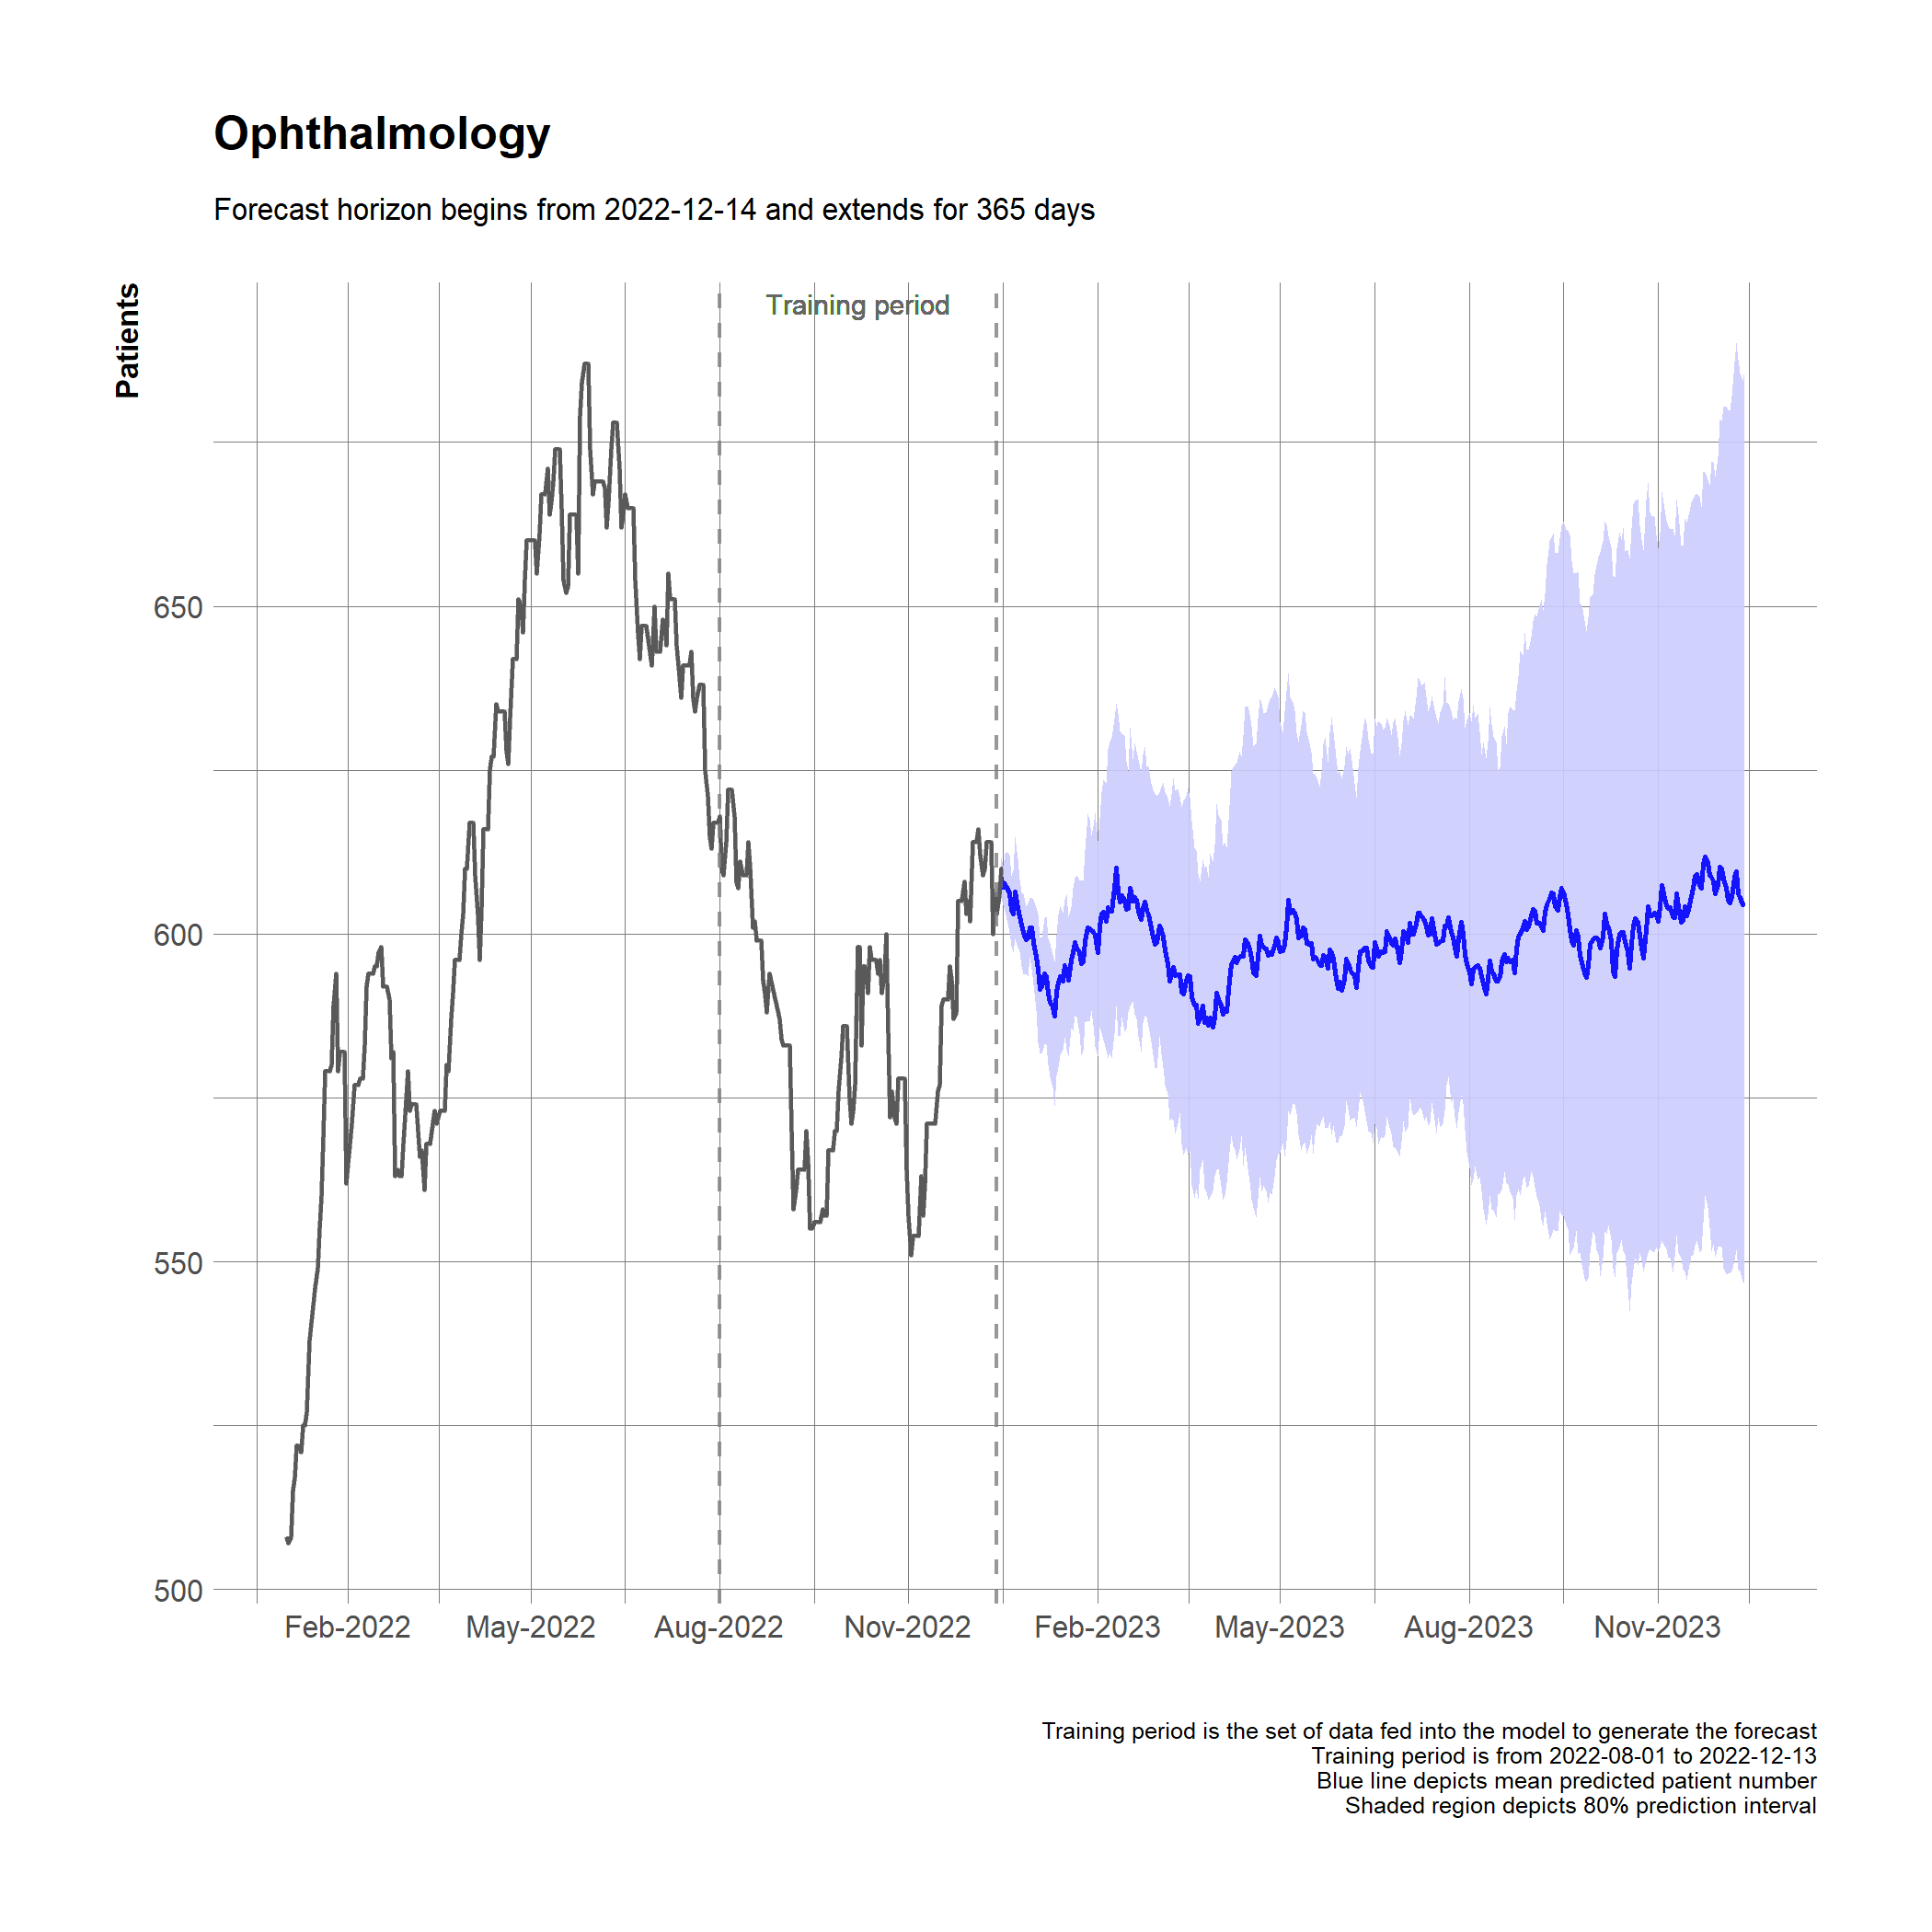 Ophthalmology
Forecast horizon begins from 2022-12-14 and extends for 365 days
Patients
Training period
650
600
550
500
Feb-2022 May-2022 Aug-2022 Nov-2022 Feb-2023 May-2023 Aug-2023 Nov-2023
Training period is the set of data fed into the model to generate the forecast
Training period is from 2022-08-01 to 2022-12-13
Blue line depicts mean predicted patient number
Shaded region depicts 80% prediction interval